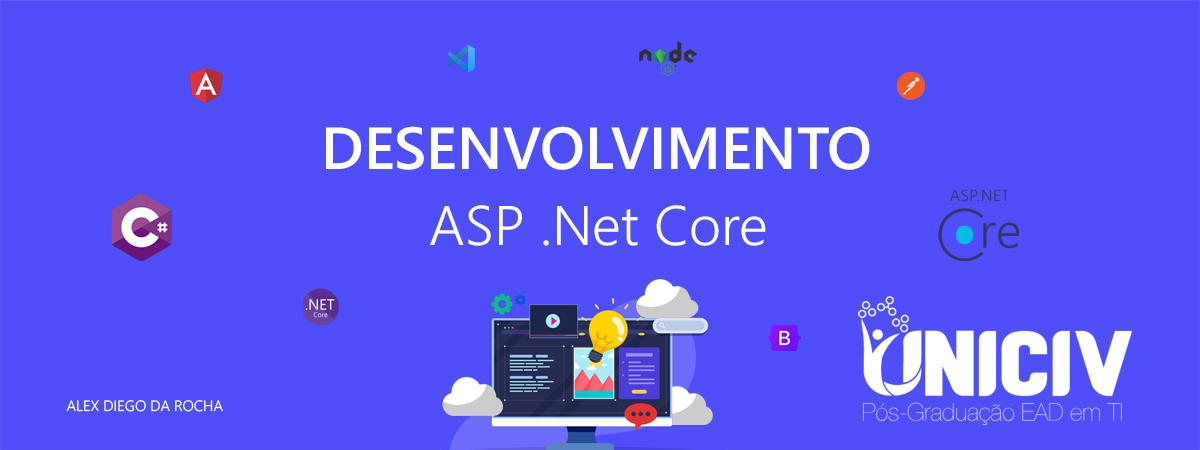 node
JS
A
DESENVOLVIMENTO
ASP .Net Core
C#
ASP.NET
Core
.NET
Core
B
UNICIV
Pós-Graduação EAD em TI
ALEX DIEGO DA ROCHA